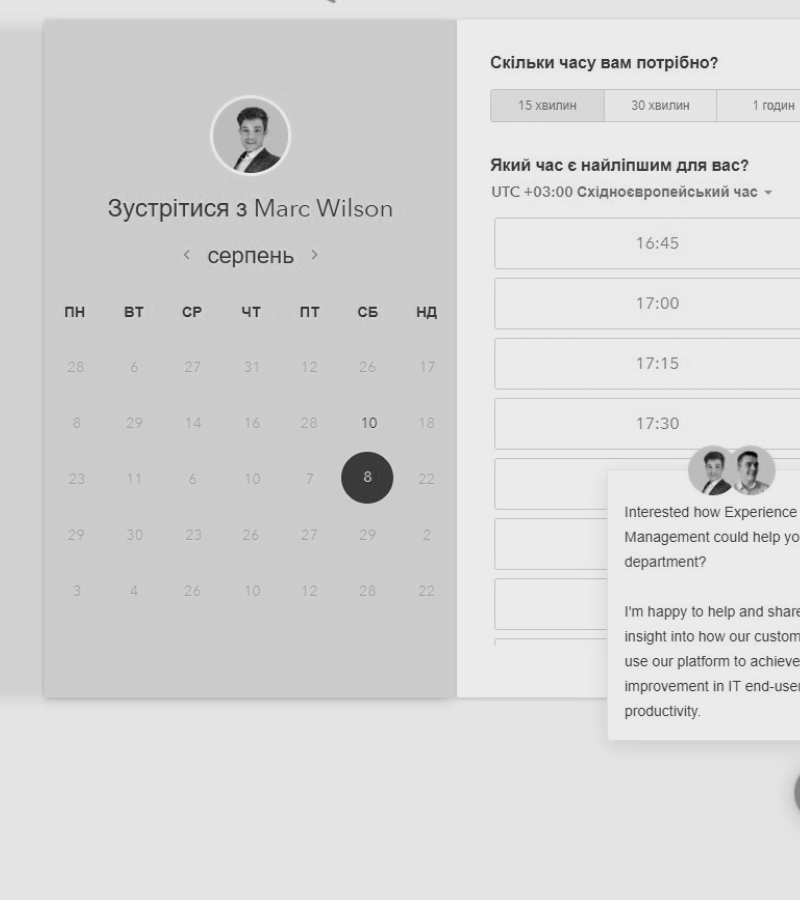 Зустрітися з Marc Wilson
< серпень >
ПН ВТ СР ЧТ ПТ СБ НД
28 6 27 31 12 26 17
8 29 14 16 28 10 18
23 11 6 10 7 8 22
29 30 23 26 27 29 2
3 4 26 10 12 28 22
Скільки часу вам потрібно?
15 хвилин 30 хвилин 1 годин
Який час є найліпшим для вас?
UTC +03:00 Східноєвропейський час
16:45
17:00
17:15
17:30
Interested how Experience
Management could help yo
department?
I'm happy to help and share
insight into how our custom
use our platform to achieve
improvement in IT end-user
productivity.